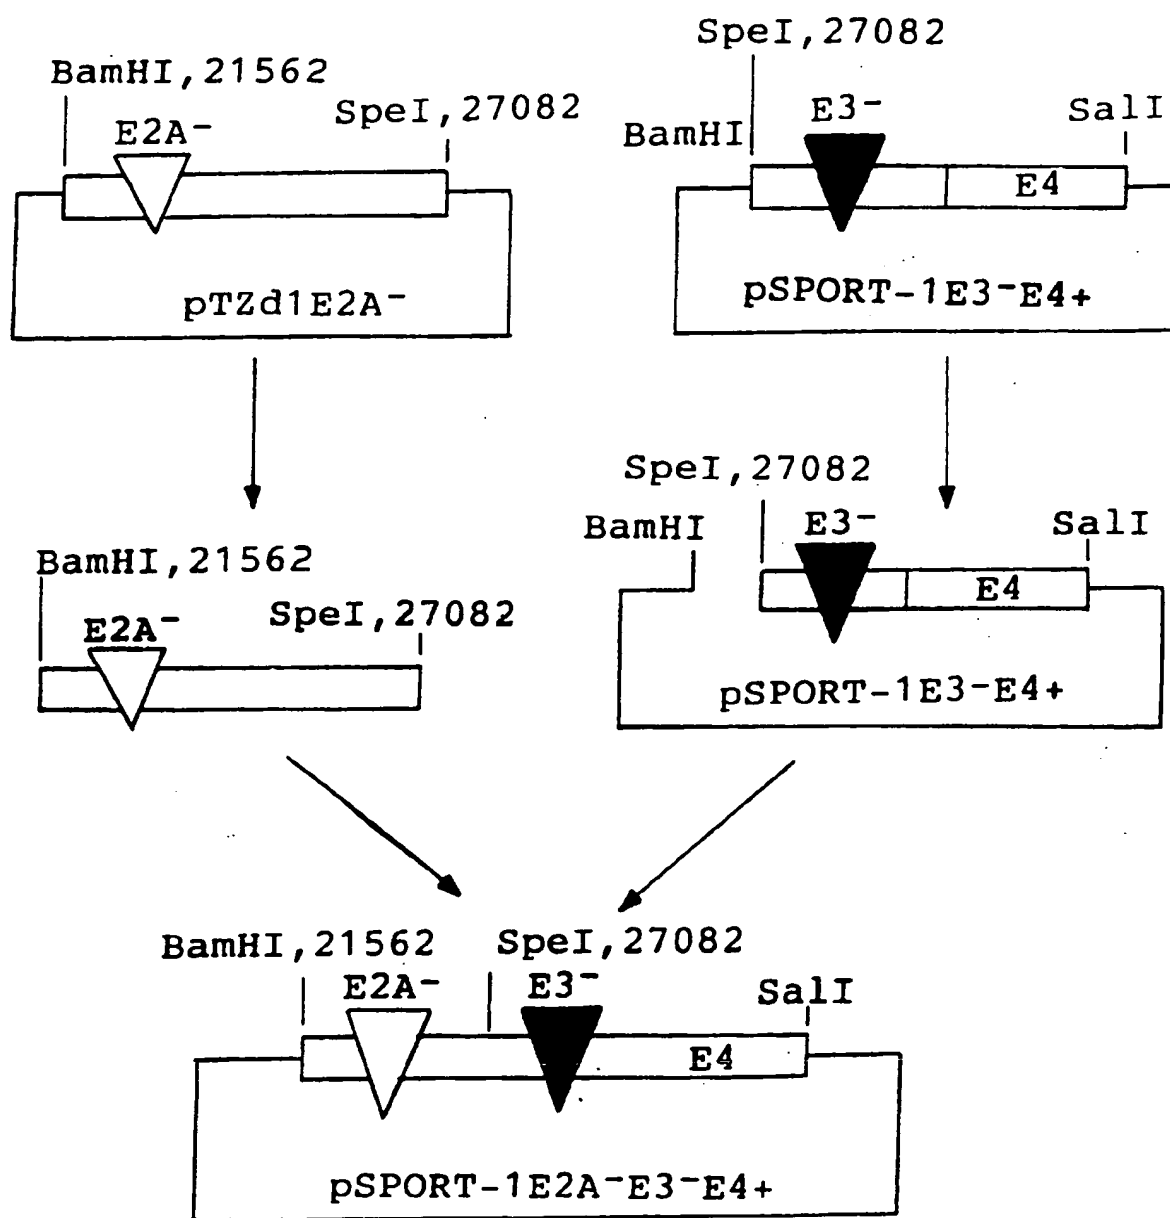 SpeI,27082
BamHI,21562
SpeI,27082
E2A⁻
BamHI
E3⁻
SalI
E4
pTZd1E2A⁻
pSPORT-1E3⁻E4+
SpeI,27082
BamHI
E3⁻
SalI
BamHI,21562
E4
E2A⁻
SpeI,27082
pSPORT-1E3⁻E4+
BamHI,21562
SpeI,27082
E2A⁻
E3⁻
SalI
E4
pSPORT-1E2A⁻E3⁻E4+